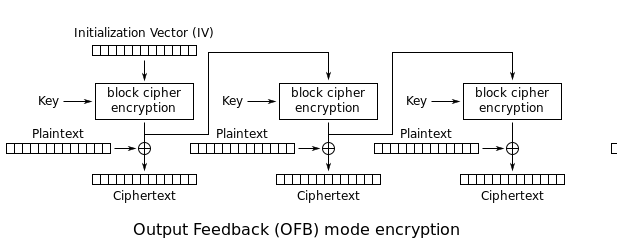 Initialization Vector (IV)
Key
block cipher
encryption
Key
block cipher
encryption
Key
block cipher
encryption
Plaintext
Plaintext
Plaintext
Ciphertext
Ciphertext
Ciphertext
Output Feedback (OFB) mode encryption